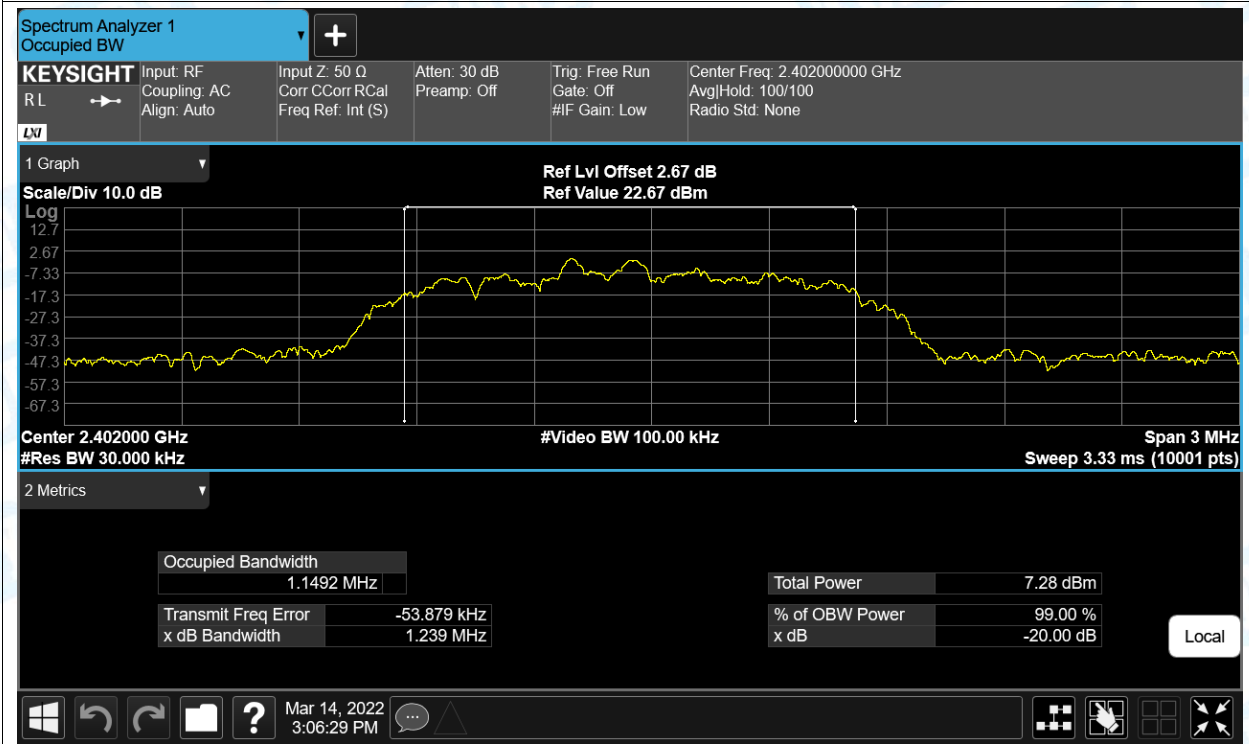 Spectrum Analyzer 1
Occupied BW
▼
+
KEYSIGHT
R L
LXI
Input: RF
Coupling: AC
Align: Auto
Input Z: 50 Ω
Corr CCorr RCal
Freq Ref: Int (S)
Atten: 30 dB
Preamp: Off
Trig: Free Run
Gate: Off
#IF Gain: Low
Center Freq: 2.402000000 GHz
Avg|Hold: 100/100
Radio Std: None
1 Graph ▼
Scale/Div 10.0 dB
Ref Lvl Offset 2.67 dB
Ref Value 22.67 dBm
Log
12.7
2.67
-7.33
-17.3
-27.3
-37.3
-47.3
-57.3
-67.3
Center 2.402000 GHz
#Res BW 30.000 kHz
#Video BW 100.00 kHz
Span 3 MHz
Sweep 3.33 ms (10001 pts)
2 Metrics ▼
Occupied Bandwidth
1.1492 MHz
Transmit Freq Error -53.879 kHz
x dB Bandwidth 1.239 MHz
Total Power 7.28 dBm
% of OBW Power 99.00 %
x dB -20.00 dB
Local
?
Mar 14, 2022
3:06:29 PM